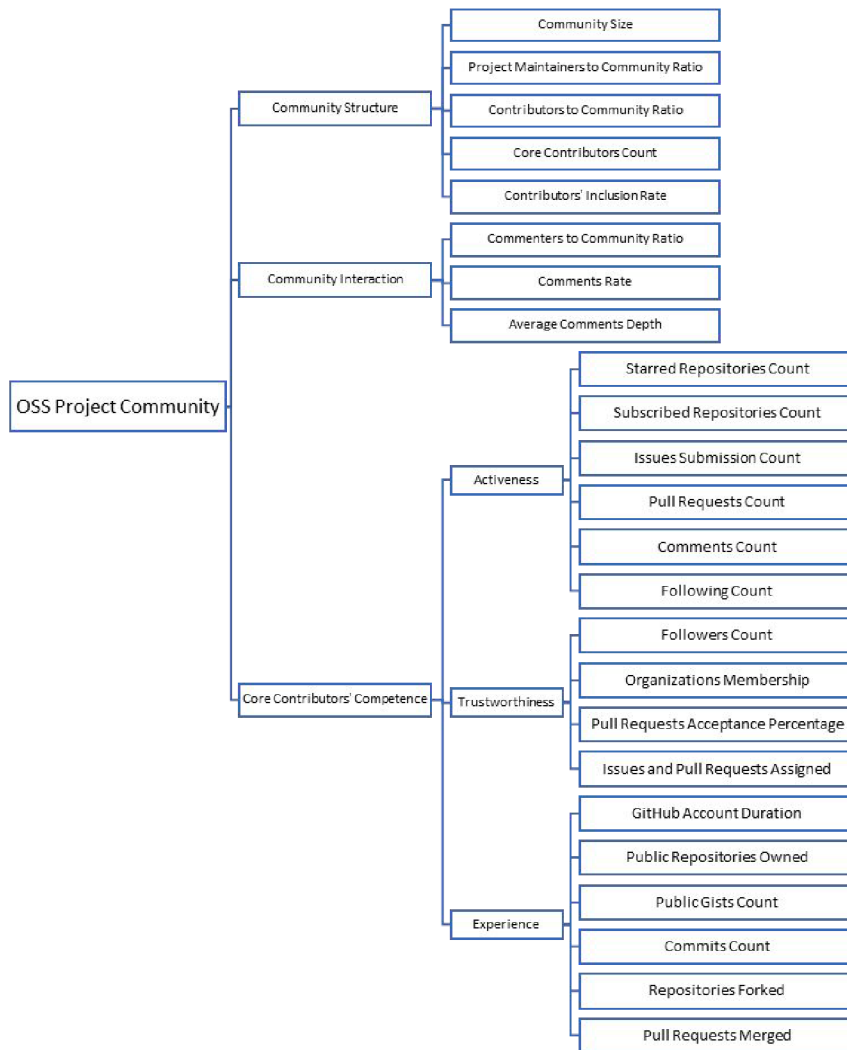 Community Size
Project Maintainers to Community Ratio
Community Structure
Contributors to Community Ratio
Core Contributors Count
Contributors' Inclusion Rate
Commenters to Community Ratio
Community Interaction
Comments Rate
Average Comments Depth
OSS Project Community
Starred Repositories Count
Subscribed Repositories Count
Issues Submission Count
Activeness
Pull Requests Count
Comments Count
Following Count
Core Contributors' Competence
Followers Count
Organizations Membership
Trustworthiness
Pull Requests Acceptance Percentage
Issues and Pull Requests Assigned
GitHub Account Duration
Public Repositories Owned
Public Gists Count
Experience
Commits Count
Repositories Forked
Pull Requests Merged